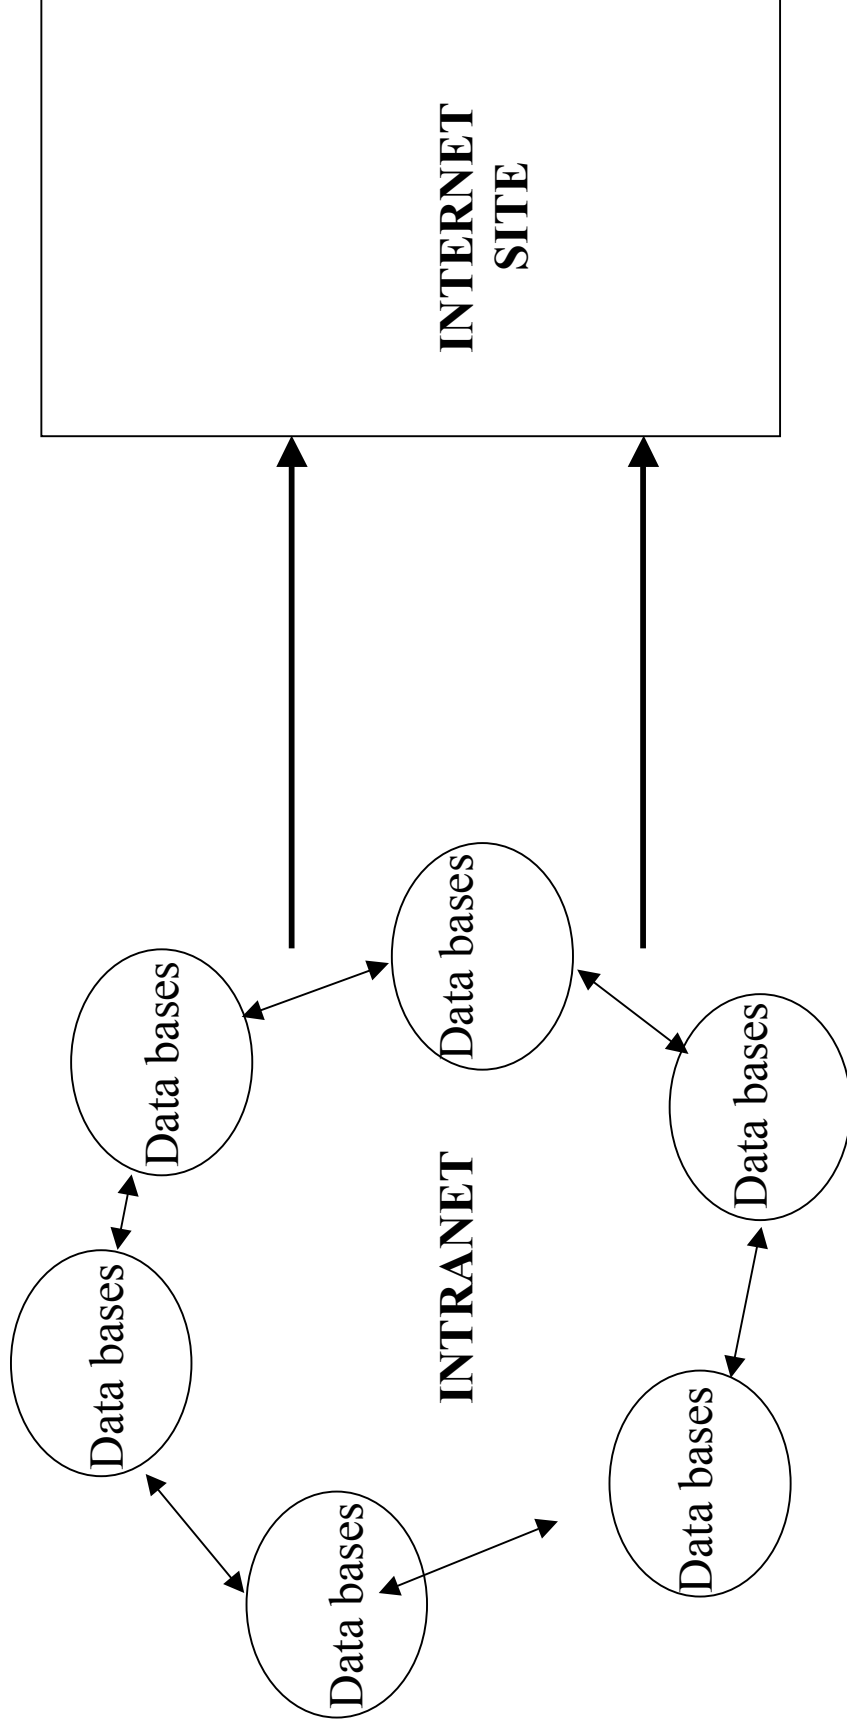 Data bases
Data bases
Data bases
INTRANET
Data bases
Data bases
Data bases
INTERNET
SITE